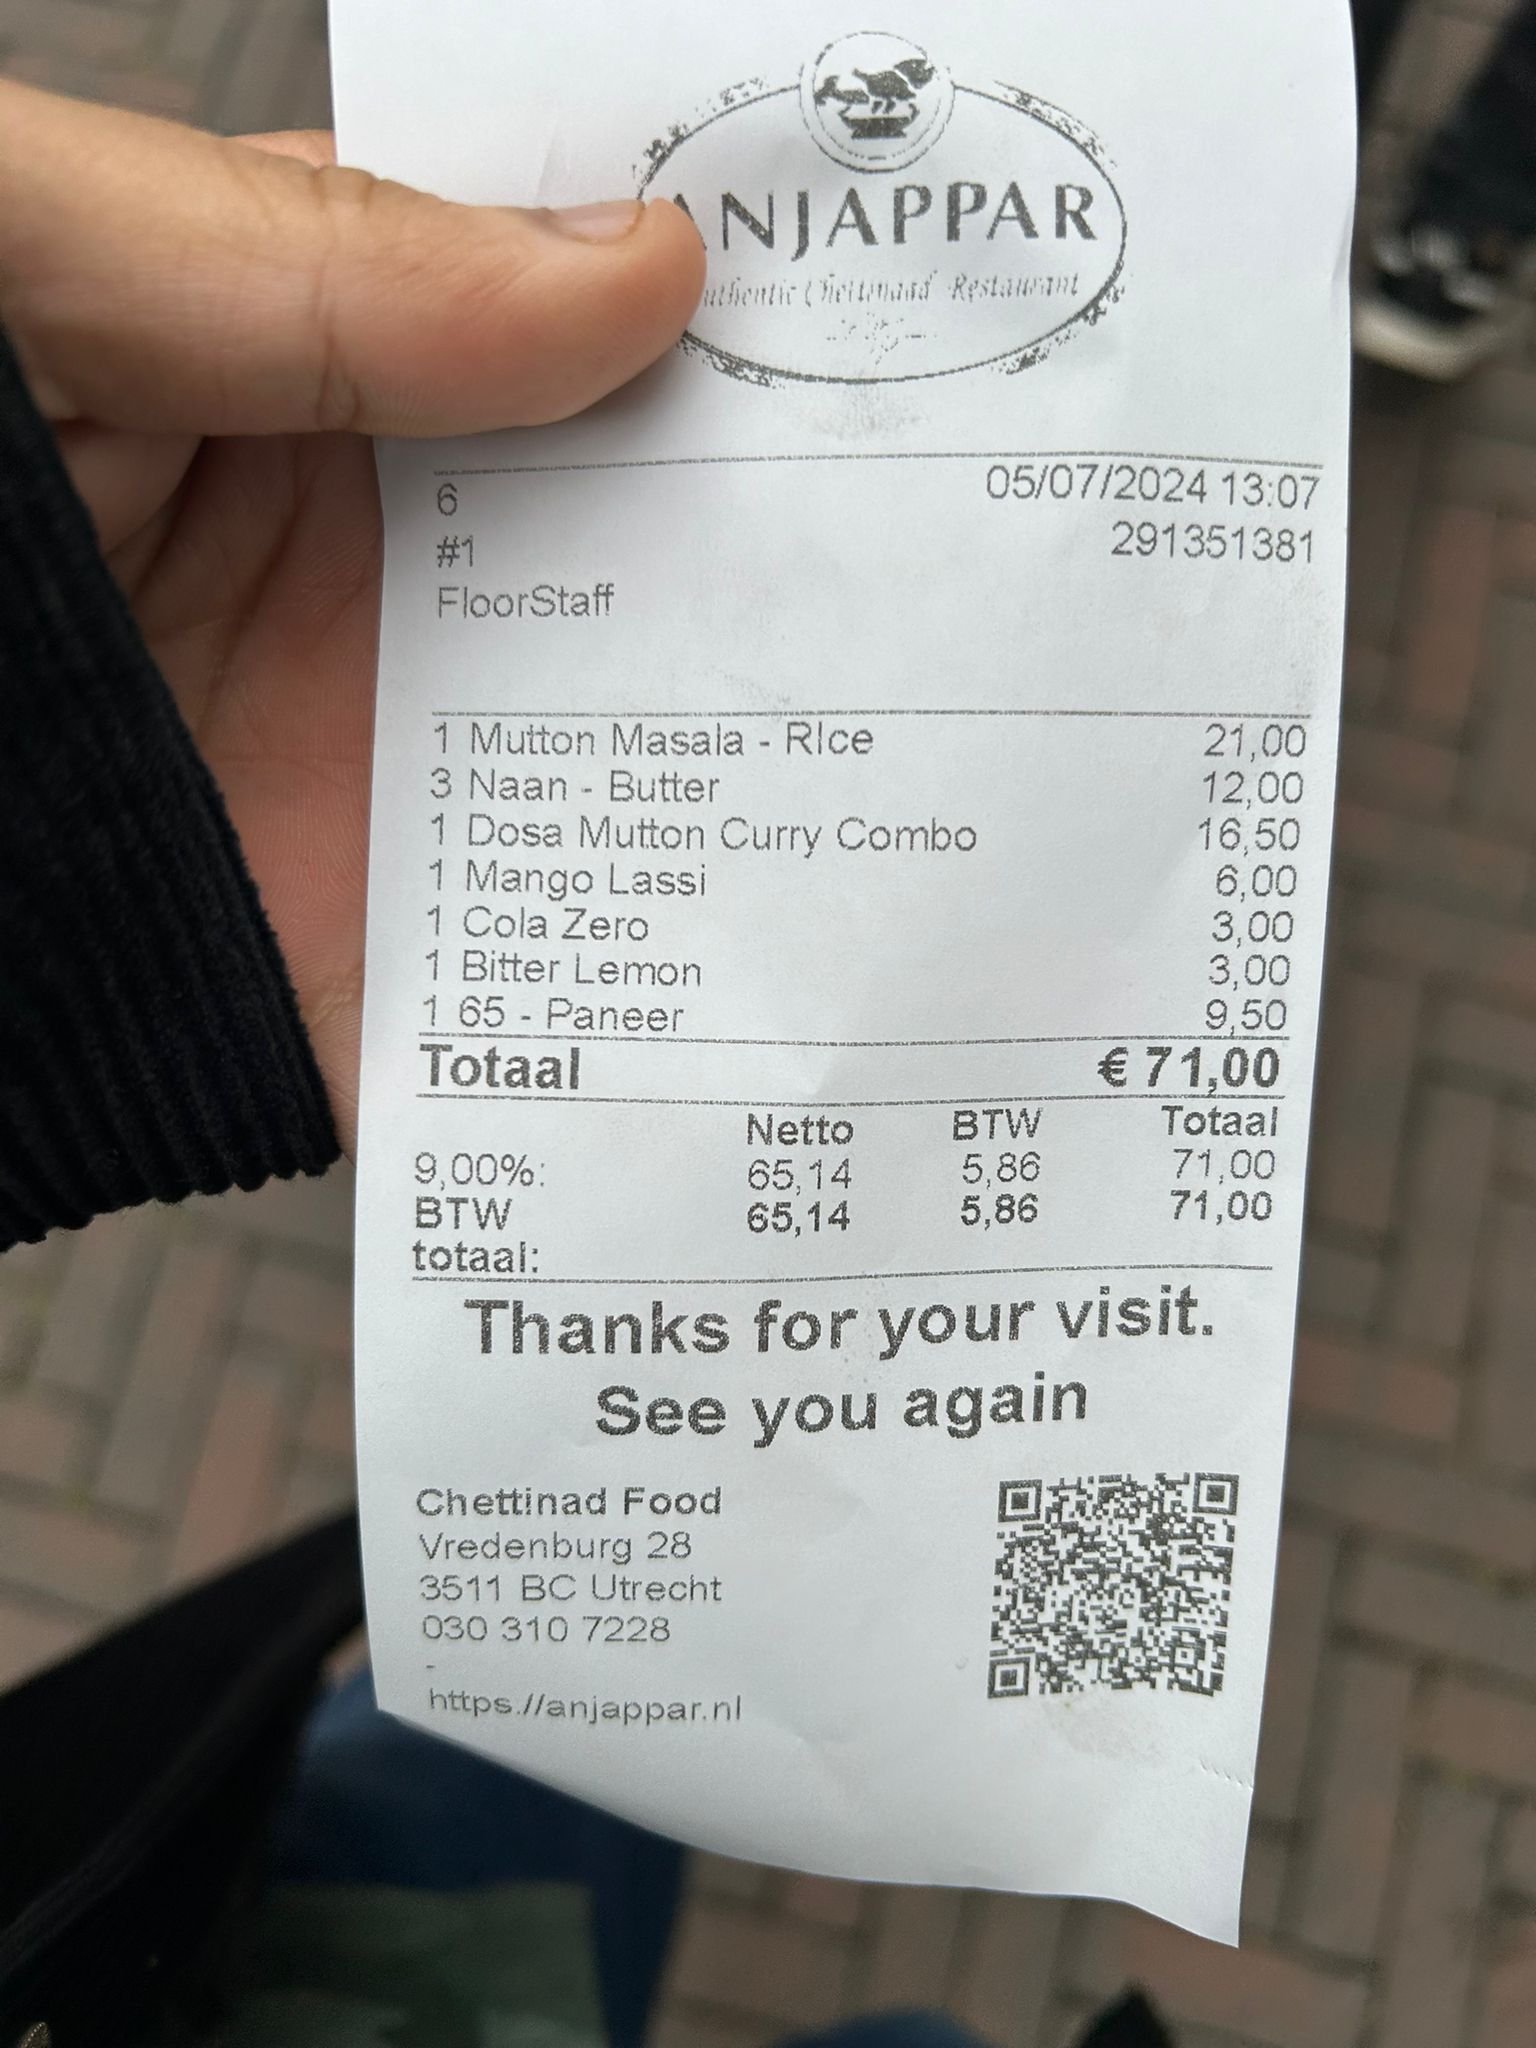 ANJAPPAR
Authentic Chettinaad Restaurant
6 05/07/2024 13:07
#1 291351381
FloorStaff
1 Mutton Masala - RIce 21,00
3 Naan - Butter 12,00
1 Dosa Mutton Curry Combo 16,50
1 Mango Lassi 6,00
1 Cola Zero 3,00
1 Bitter Lemon 3,00
1 65 - Paneer 9,50
Totaal € 71,00
Netto BTW Totaal
9,00%: 65,14 5,86 71,00
BTW 65,14 5,86 71,00
totaal:
Thanks for your visit.
See you again
Chettinad Food
Vredenburg 28
3511 BC Utrecht
030 310 7228
-
https://anjappar.nl